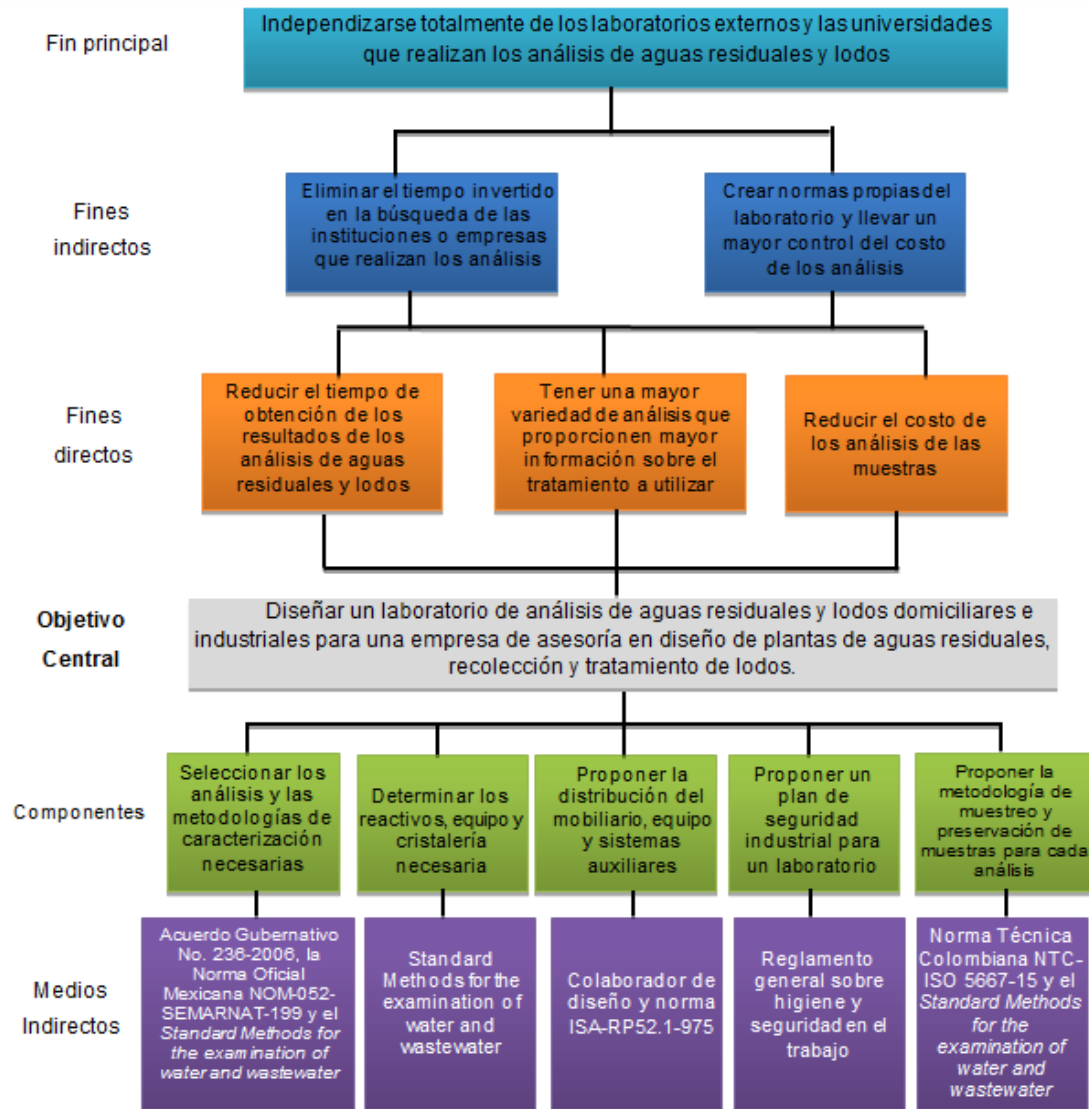 Fin principal
Independizarse totalmente de los laboratorios externos y las universidades
que realizan los análisis de aguas residuales y lodos
Fines
indirectos
Eliminar el tiempo invertido
en la búsqueda de las
instituciones o empresas
que realizan los análisis
Crear normas propias del
laboratorio y llevar un
mayor control del costo
de los análisis
Fines
directos
Reducir el tiempo de
obtención de los
resultados de los
análisis de aguas
residuales y lodos
Tener una mayor
variedad de análisis que
proporcionen mayor
información sobre el
tratamiento a utilizar
Reducir el costo de
los análisis de las
muestras
Objetivo
Central
Diseñar un laboratorio de análisis de aguas residuales y lodos domiciliares e
industriales para una empresa de asesoría en diseño de plantas de aguas residuales,
recolección y tratamiento de lodos.
Componentes
Seleccionar los
análisis y las
metodologías de
caracterización
necesarias
Determinar los
reactivos, equipo y
cristalería
necesaria
Proponer la
distribución del
mobiliario, equipo
y sistemas
auxiliares
Proponer un
plan de
seguridad
industrial para
un laboratorio
Proponer la
metodología de
muestreo y
preservación de
muestras para cada
análisis
Medios
Indirectos
Acuerdo Gubernativo
No. 236-2006, la
Norma Oficial
Mexicana NOM-052-
SEMARNAT-199 y el
Standard Methods for
the examination of
water and wastewater
Standard
Methods for the
examination of
water and
wastewater
Colaborador de
diseño y norma
ISA-RP52.1-975
Reglamento
general sobre
higiene y
seguridad en el
trabajo
Norma Técnica
Colombiana NTC-
ISO 5667-15 y el
Standard Methods
for the
examination of
water and
wastewater